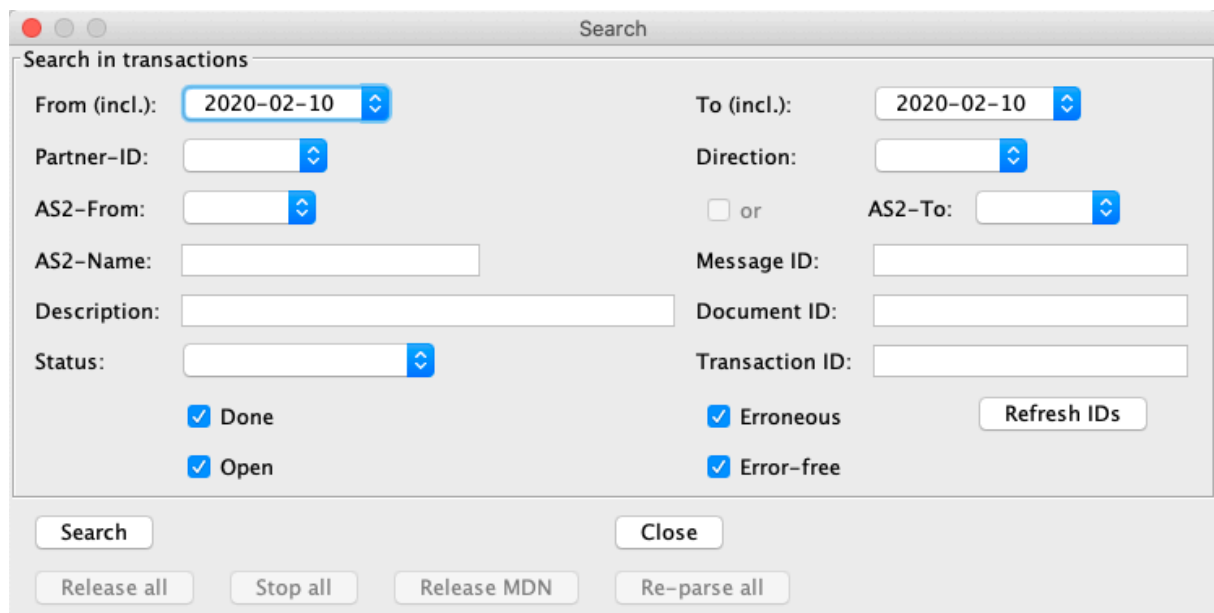 Search
Search in transactions
From (incl.): 2020-02-10 To (incl.): 2020-02-10
Partner-ID: Direction:
AS2-From: or AS2-To:
AS2-Name: Message ID:
Description: Document ID:
Status: Transaction ID:
Done Erroneous Refresh IDs
Open Error-free
Search Close
Release all Stop all Release MDN Re-parse all